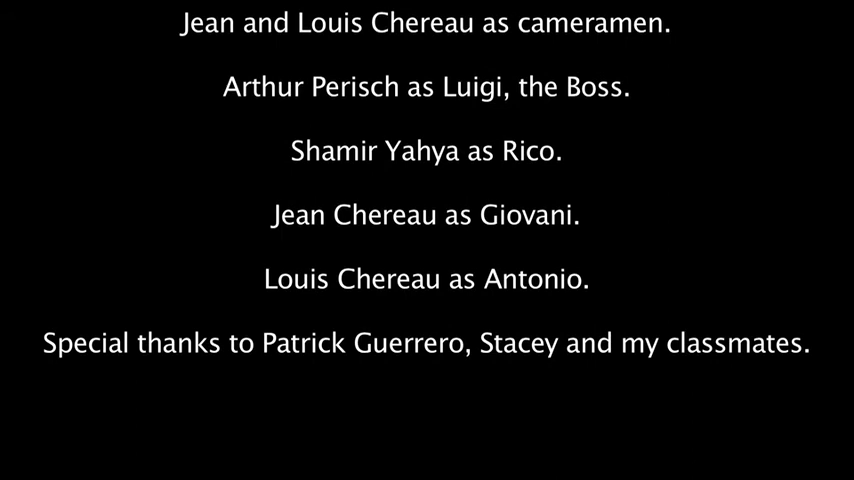 Jean and Louis Chereau as cameramen.
Arthur Perisch as Luigi, the Boss.
Shamir Yahya as Rico.
Jean Chereau as Giovani.
Louis Chereau as Antonio.
Special thanks to Patrick Guerrero, Stacey and my classmates.